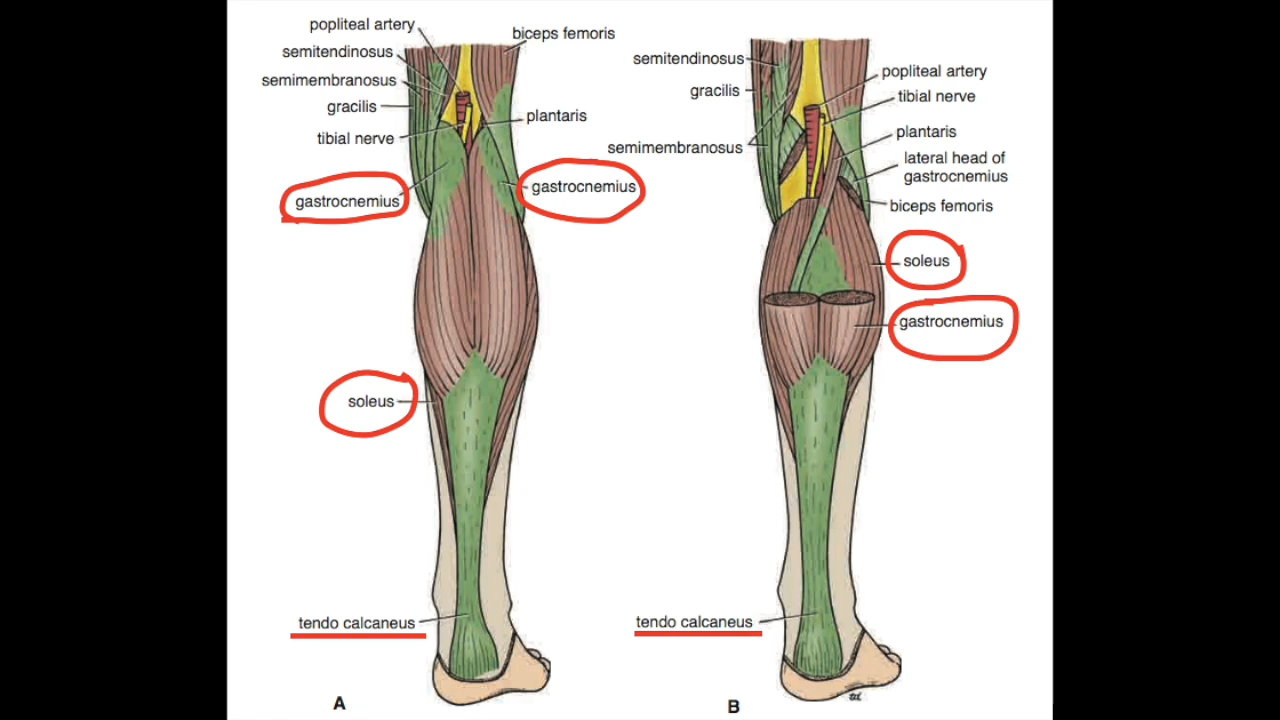 popliteal artery
semitendinosus
semimembranosus
gracilis
tibial nerve
biceps femoris
plantaris
gastrocnemius
gastrocnemius
soleus
tendo calcaneus
A
semitendinosus
gracilis
semimembranosus
popliteal artery
tibial nerve
plantaris
lateral head of
gastrocnemius
biceps femoris
soleus
gastrocnemius
tendo calcaneus
B